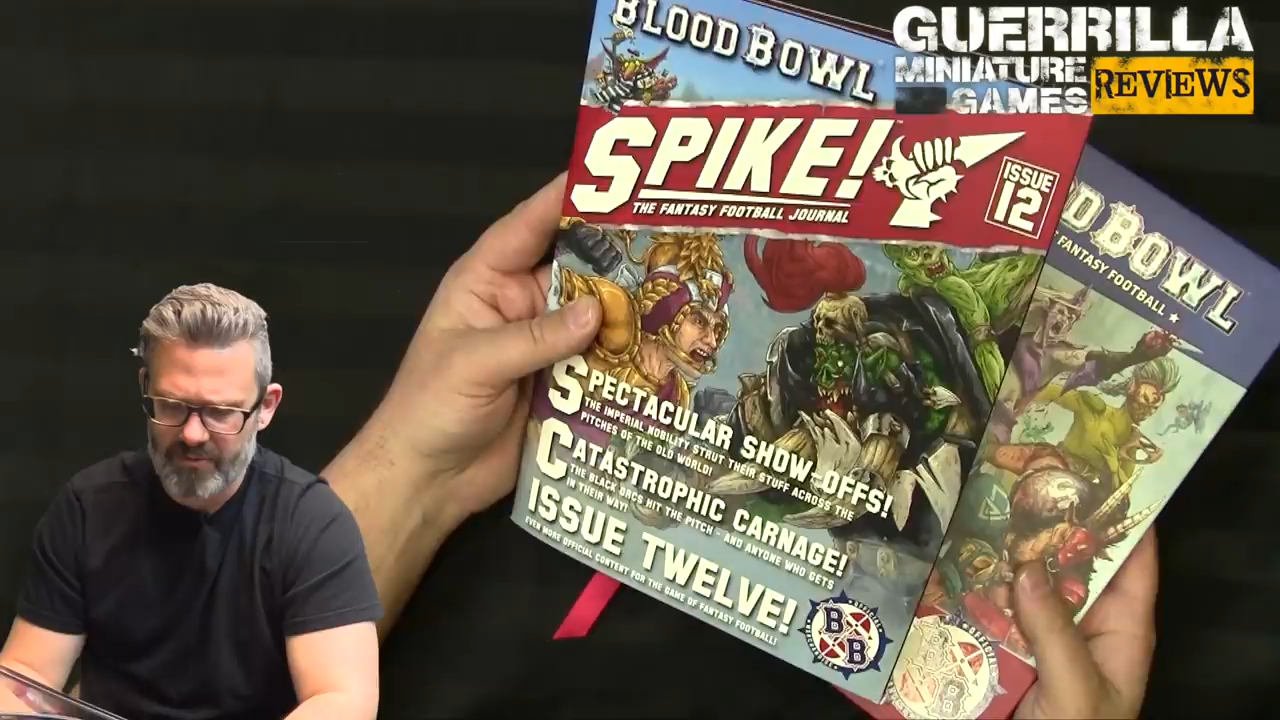 BLOOD BOWL
GUERRILLA
MINIATURE
GAMES
REVIEWS
SPIKE!
THE FANTASY FOOTBALL JOURNAL
ISSUE
12
D BOWL
FANTASY FOOTBALL ★
SPECTACULAR SHOW-OFFS!
THE IMPERIAL NOBILITY STRUT THEIR STUFF ACROSS THE
PITCHES OF THE OLD WORLD!
CATASTROPHIC CARNAGE!
THE BLACK ORCS HIT THE PITCH - AND ANYONE WHO GETS
IN THEIR WAY!
ISSUE TWELVE!
EVEN MORE OFFICIAL CONTENT FOR THE GAME OF FANTASY FOOTBALL!
OFFICIAL
BB
OFFICIAL